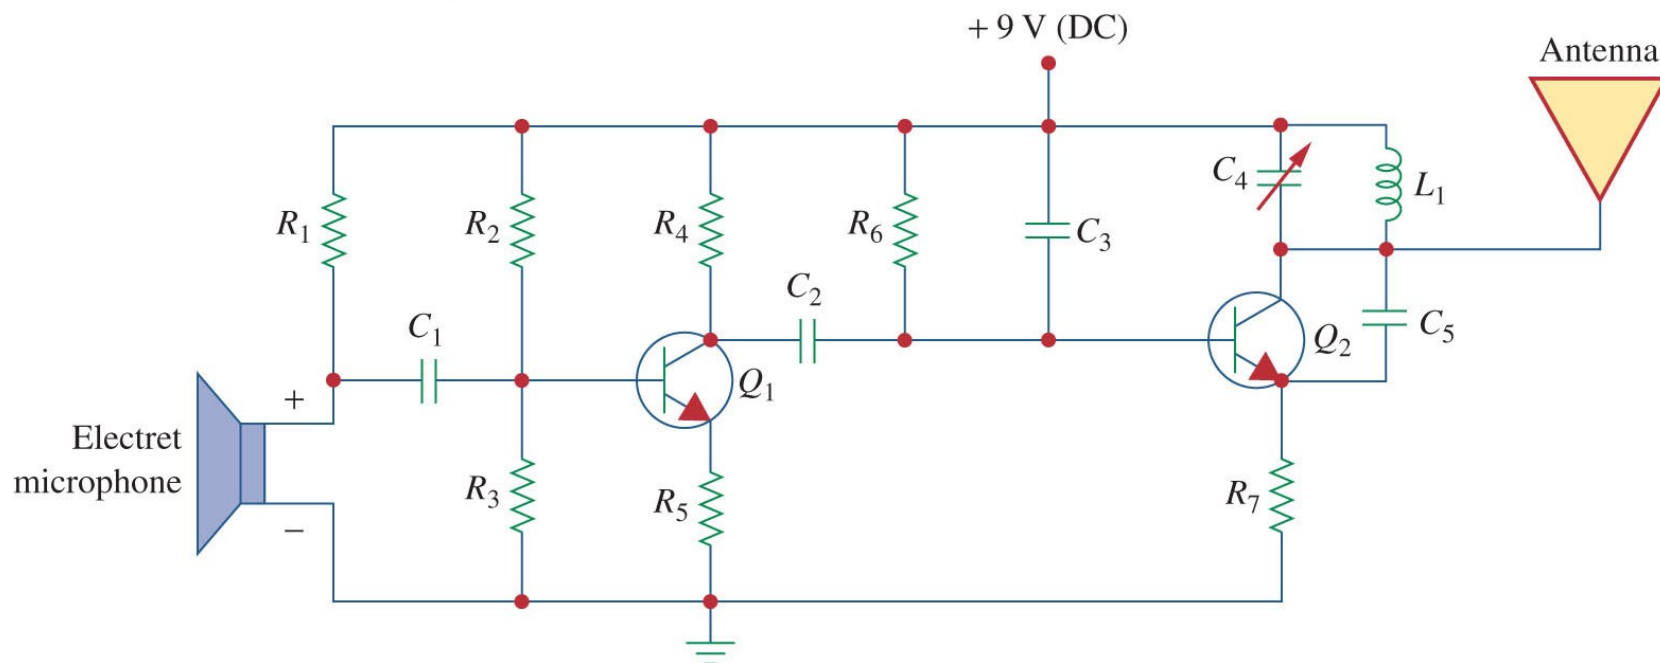 + 9 V (DC)
Antenna
R1
R2
R4
R6
C3
C4
L1
C1
C2
Q1
Q2
C5
+
Electret
microphone
−
R3
R5
R7